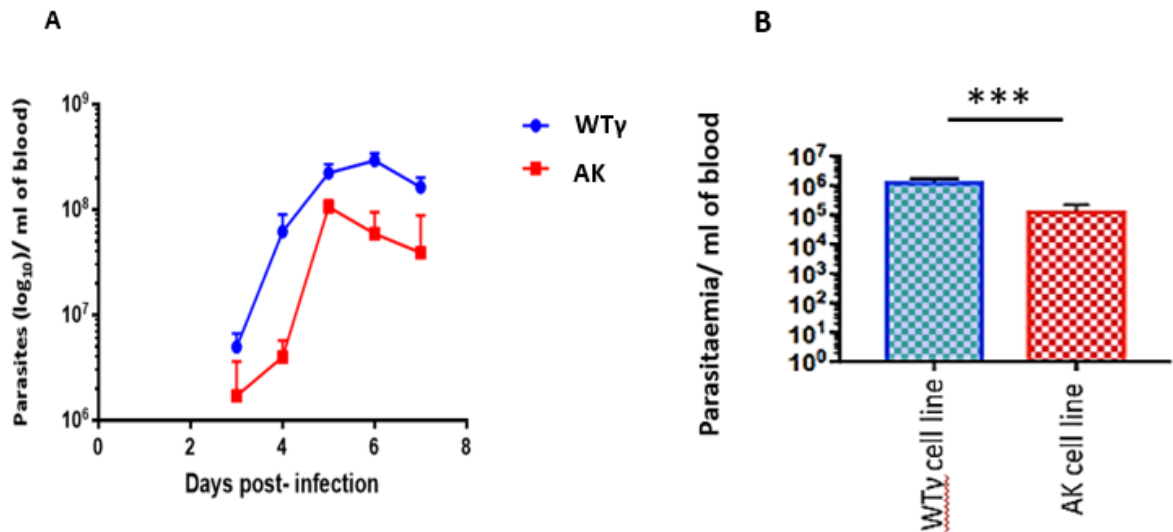 A
Parasites (log₁₀)/ ml of blood)
10⁹
10⁸
10⁷
10⁶
0
2
4
6
8
Days post- infection
WTγ
AK
B
***
Parasitaemia/ ml of blood
10⁷
10⁶
10⁵
10⁴
10³
10²
10¹
10⁰
WTγ cell line
AK cell line